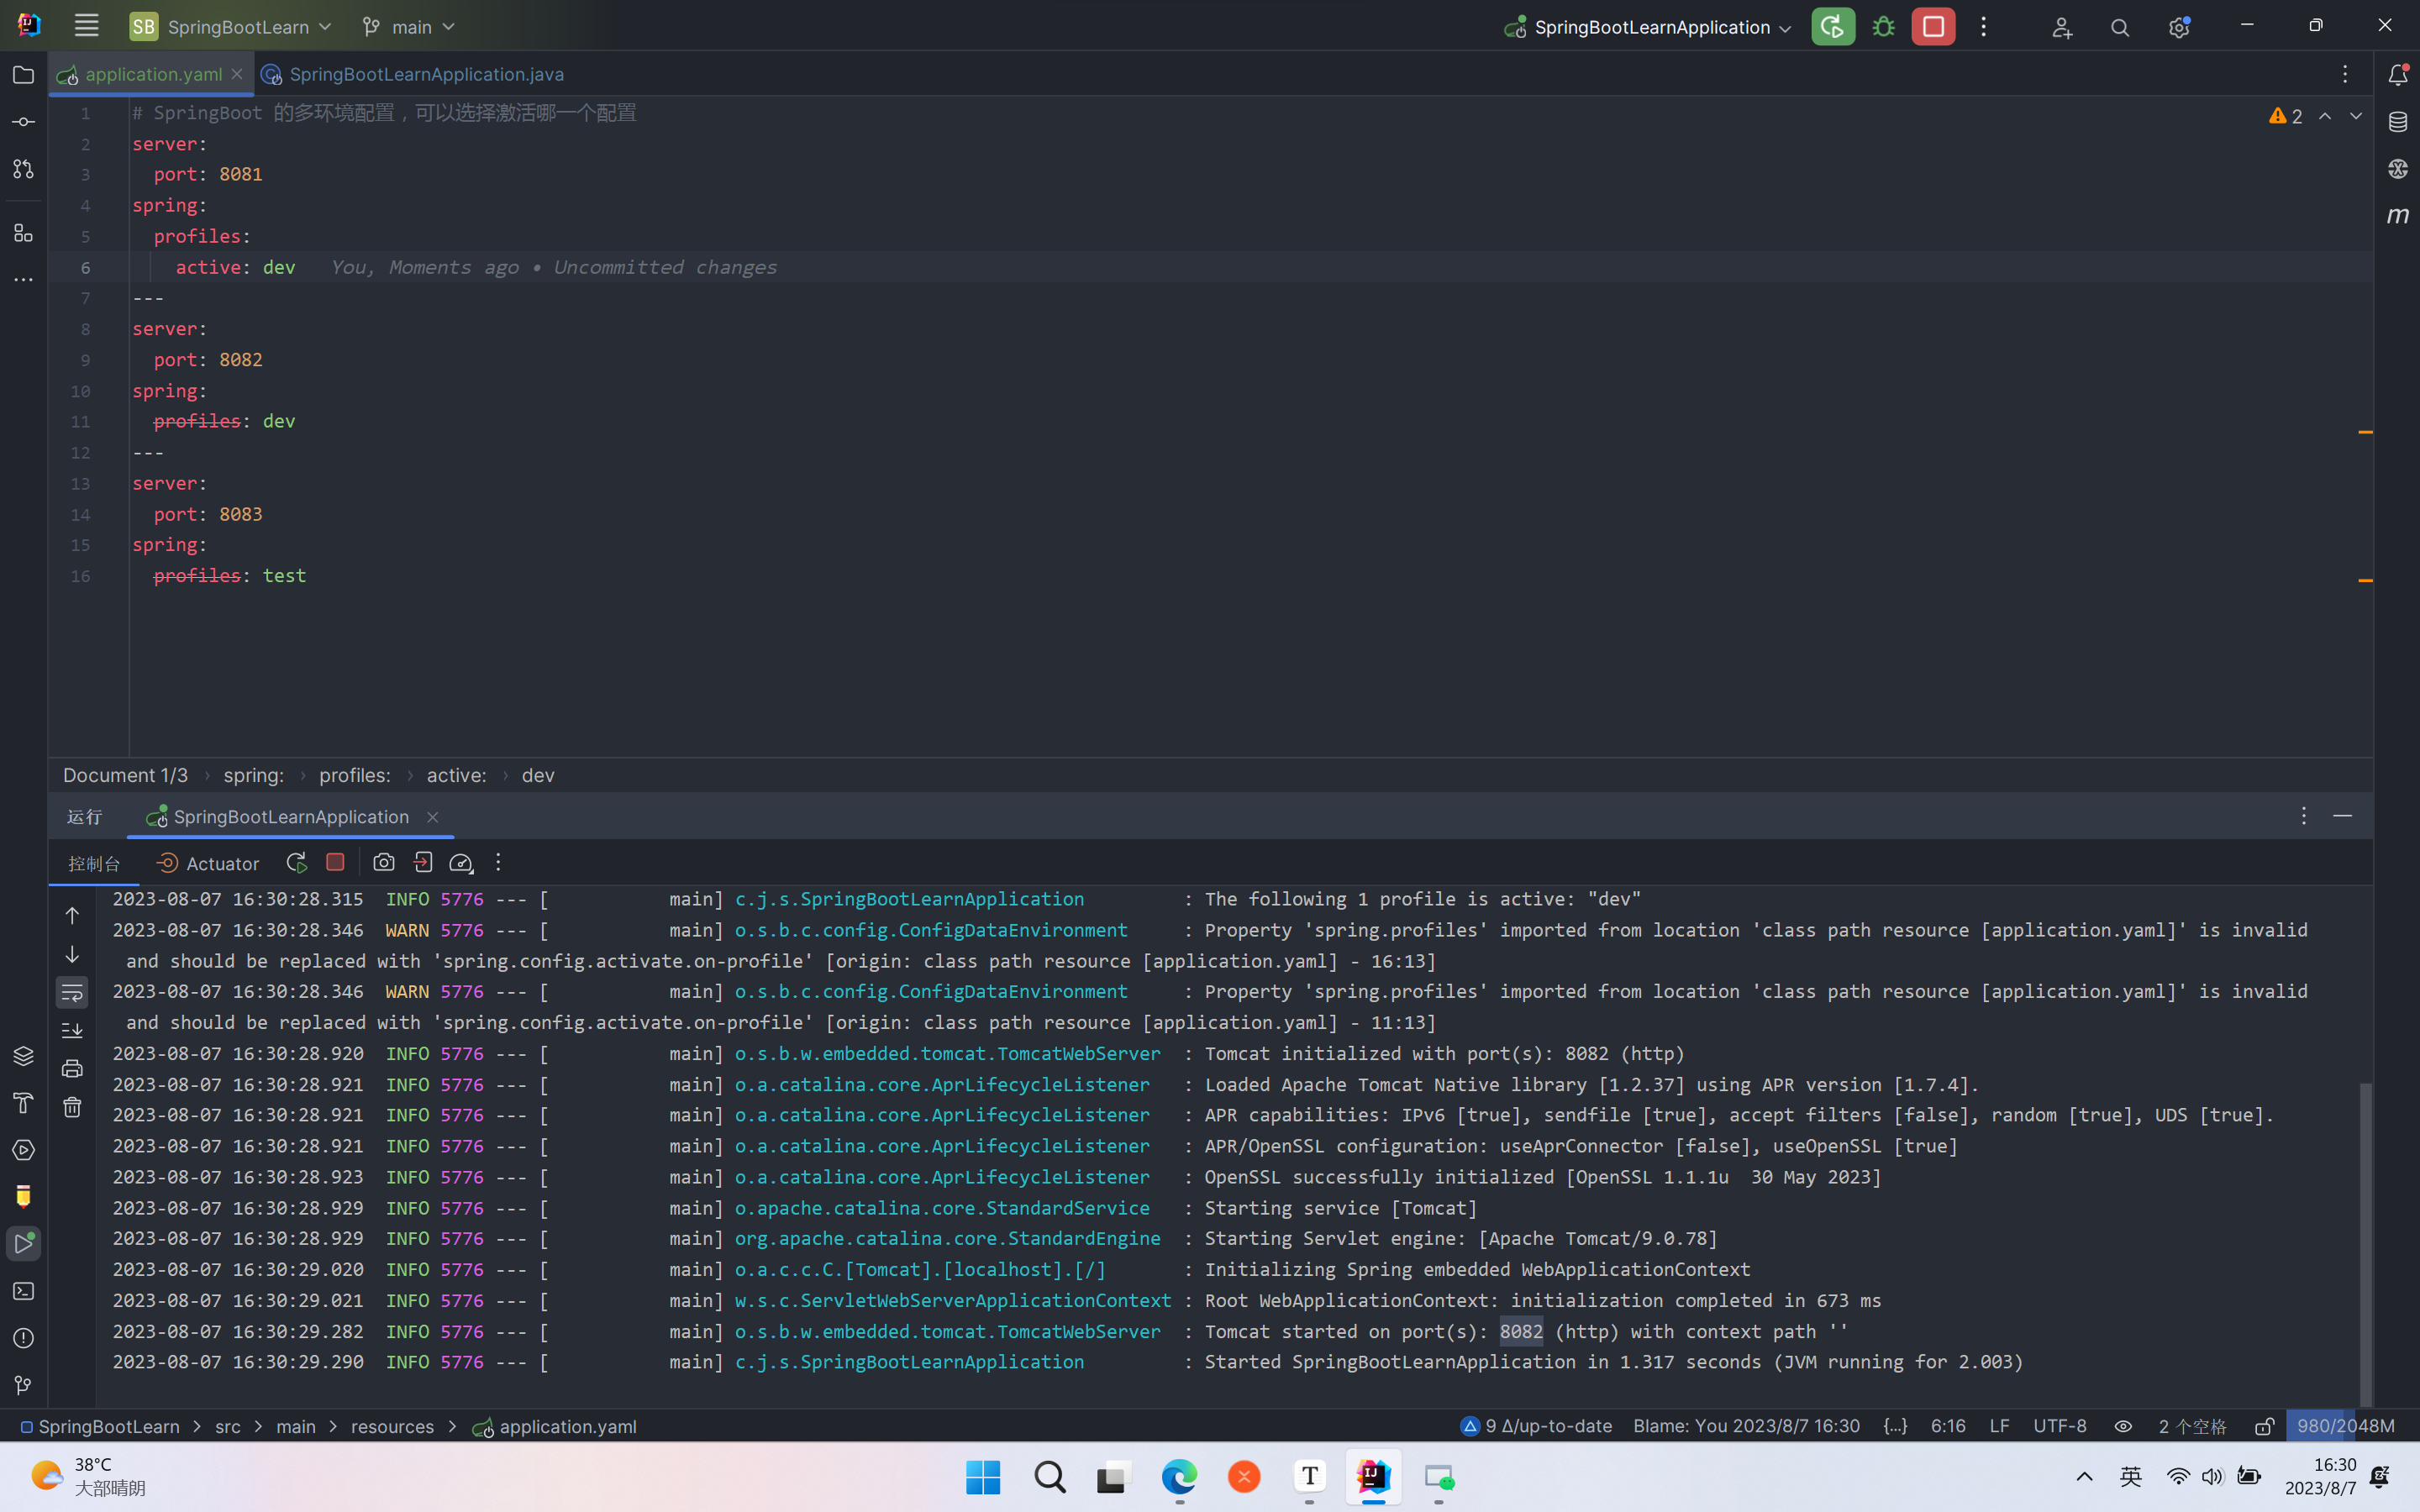 SB SpringBootLearn main SpringBootLearnApplication
application.yaml SpringBootLearnApplication.java
1 # SpringBoot 的多环境配置，可以选择激活哪一个配置 2
2 server:
3 port: 8081
4 spring:
5 profiles:
6 active: dev You, Moments ago • Uncommitted changes
7 ---
8 server:
9 port: 8082
10 spring:
11 profiles: dev
12 ---
13 server:
14 port: 8083
15 spring:
16 profiles: test
Document 1/3 › spring: › profiles: › active: › dev
运行 SpringBootLearnApplication
控制台 Actuator
2023-08-07 16:30:28.315 INFO 5776 --- [ main] c.j.s.SpringBootLearnApplication : The following 1 profile is active: "dev"
2023-08-07 16:30:28.346 WARN 5776 --- [ main] o.s.b.c.config.ConfigDataEnvironment : Property 'spring.profiles' imported from location 'class path resource [application.yaml]' is invalid
and should be replaced with 'spring.config.activate.on-profile' [origin: class path resource [application.yaml] - 16:13]
2023-08-07 16:30:28.346 WARN 5776 --- [ main] o.s.b.c.config.ConfigDataEnvironment : Property 'spring.profiles' imported from location 'class path resource [application.yaml]' is invalid
and should be replaced with 'spring.config.activate.on-profile' [origin: class path resource [application.yaml] - 11:13]
2023-08-07 16:30:28.920 INFO 5776 --- [ main] o.s.b.w.embedded.tomcat.TomcatWebServer : Tomcat initialized with port(s): 8082 (http)
2023-08-07 16:30:28.921 INFO 5776 --- [ main] o.a.catalina.core.AprLifecycleListener : Loaded Apache Tomcat Native library [1.2.37] using APR version [1.7.4].
2023-08-07 16:30:28.921 INFO 5776 --- [ main] o.a.catalina.core.AprLifecycleListener : APR capabilities: IPv6 [true], sendfile [true], accept filters [false], random [true], UDS [true].
2023-08-07 16:30:28.921 INFO 5776 --- [ main] o.a.catalina.core.AprLifecycleListener : APR/OpenSSL configuration: useAprConnector [false], useOpenSSL [true]
2023-08-07 16:30:28.923 INFO 5776 --- [ main] o.a.catalina.core.AprLifecycleListener : OpenSSL successfully initialized [OpenSSL 1.1.1u 30 May 2023]
2023-08-07 16:30:28.929 INFO 5776 --- [ main] o.apache.catalina.core.StandardService : Starting service [Tomcat]
2023-08-07 16:30:28.929 INFO 5776 --- [ main] org.apache.catalina.core.StandardEngine : Starting Servlet engine: [Apache Tomcat/9.0.78]
2023-08-07 16:30:29.020 INFO 5776 --- [ main] o.a.c.c.C.[Tomcat].[localhost].[/] : Initializing Spring embedded WebApplicationContext
2023-08-07 16:30:29.021 INFO 5776 --- [ main] w.s.c.ServletWebServerApplicationContext : Root WebApplicationContext: initialization completed in 673 ms
2023-08-07 16:30:29.282 INFO 5776 --- [ main] o.s.b.w.embedded.tomcat.TomcatWebServer : Tomcat started on port(s): 8082 (http) with context path ''
2023-08-07 16:30:29.290 INFO 5776 --- [ main] c.j.s.SpringBootLearnApplication : Started SpringBootLearnApplication in 1.317 seconds (JVM running for 2.003)
SpringBootLearn > src > main > resources > application.yaml 9 Δ/up-to-date Blame: You 2023/8/7 16:30 {...} 6:16 LF UTF-8 2 个空格 980/2048M
38°C
大部晴朗
英
16:30
2023/8/7